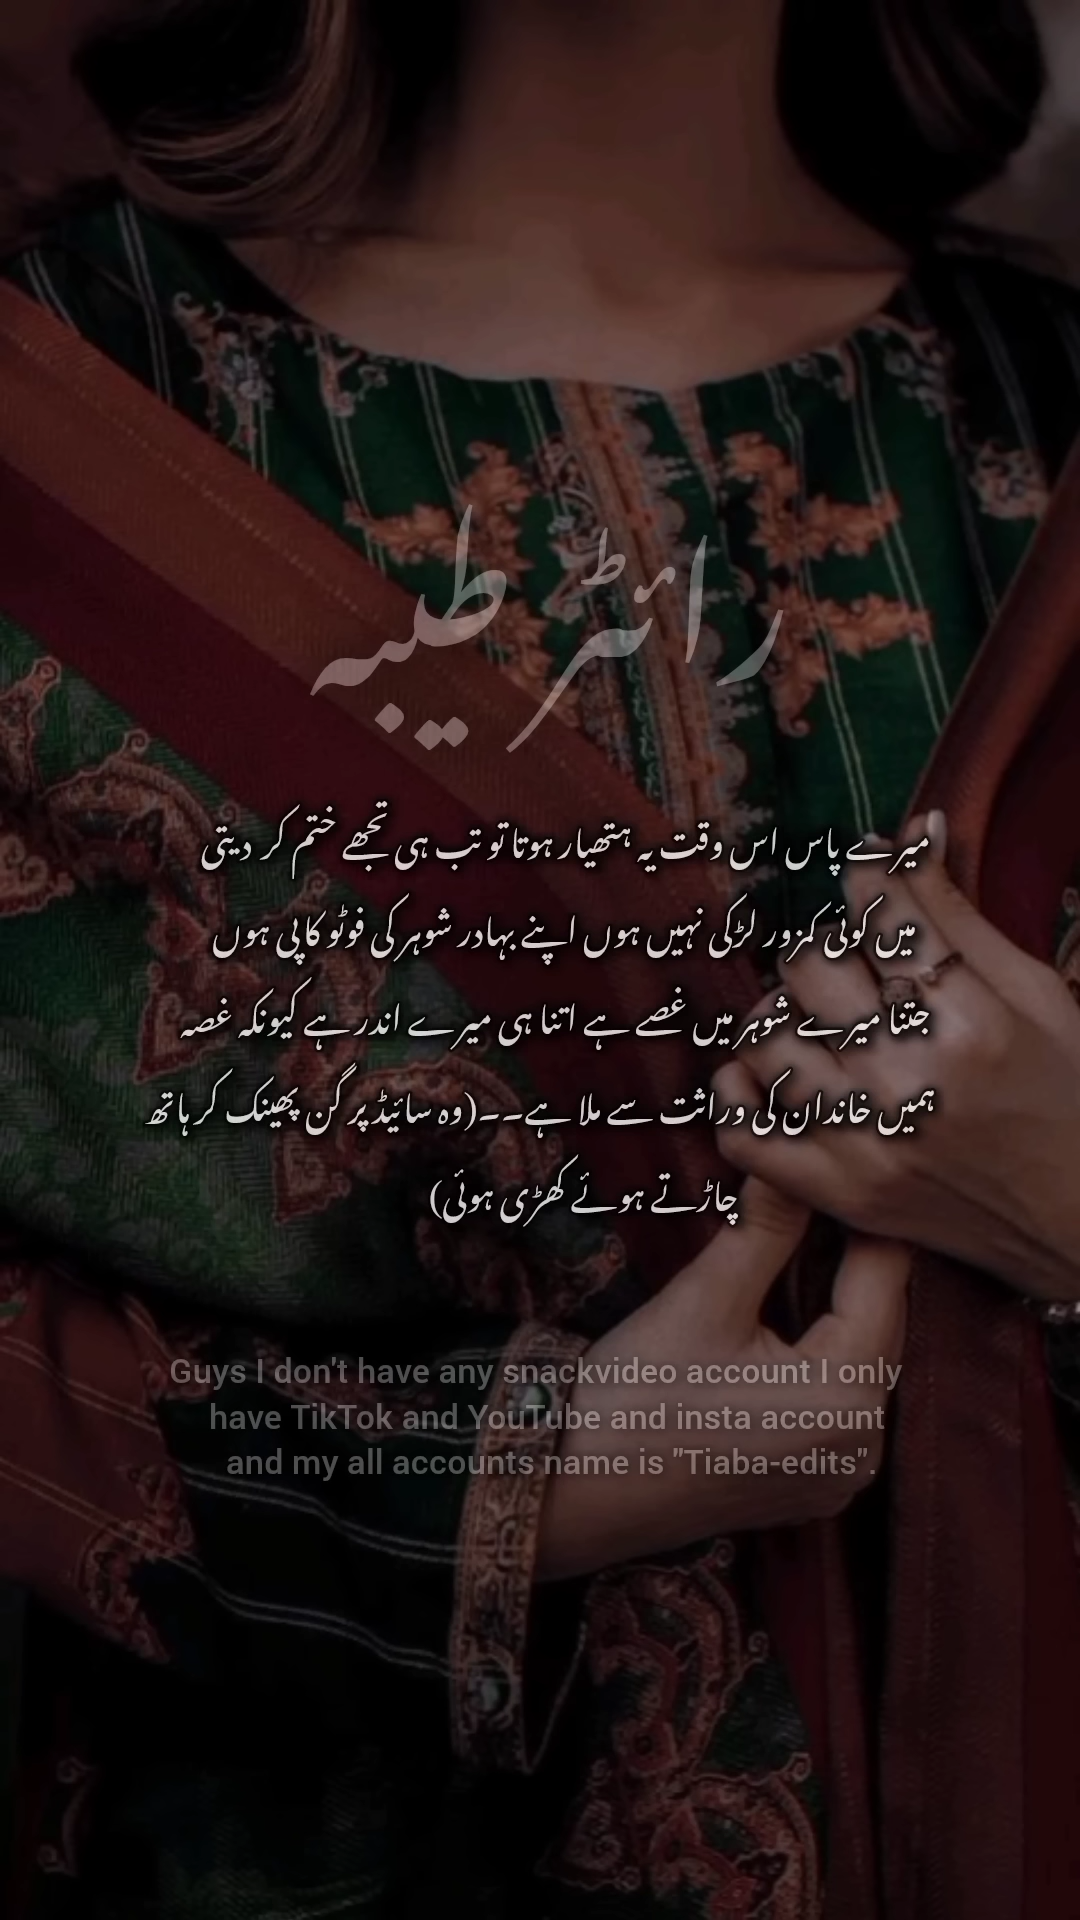 رائٹر طیبہ
میرے پاس اس وقت یہ ہتھیار ہوتا تو تب ہی تجھے ختم کر دیتی
میں کوئی کمزور لڑکی نہیں ہوں اپنے بہادر شوہر کی فوٹو کاپی ہوں
جتنا میرے شوہر میں غصے ہے اتنا ہی میرے اندر ہے کیونکہ غصہ
ہمیں خاندان کی وراثت سے ملا ہے۔۔(وہ سائیڈ پر گن پھینک کر ہاتھ
چاڑتے ہوئے کھڑی ہوئی)
Guys I don't have any snackvideo account I only
have TikTok and YouTube and insta account
and my all accounts name is "Tiaba-edits".